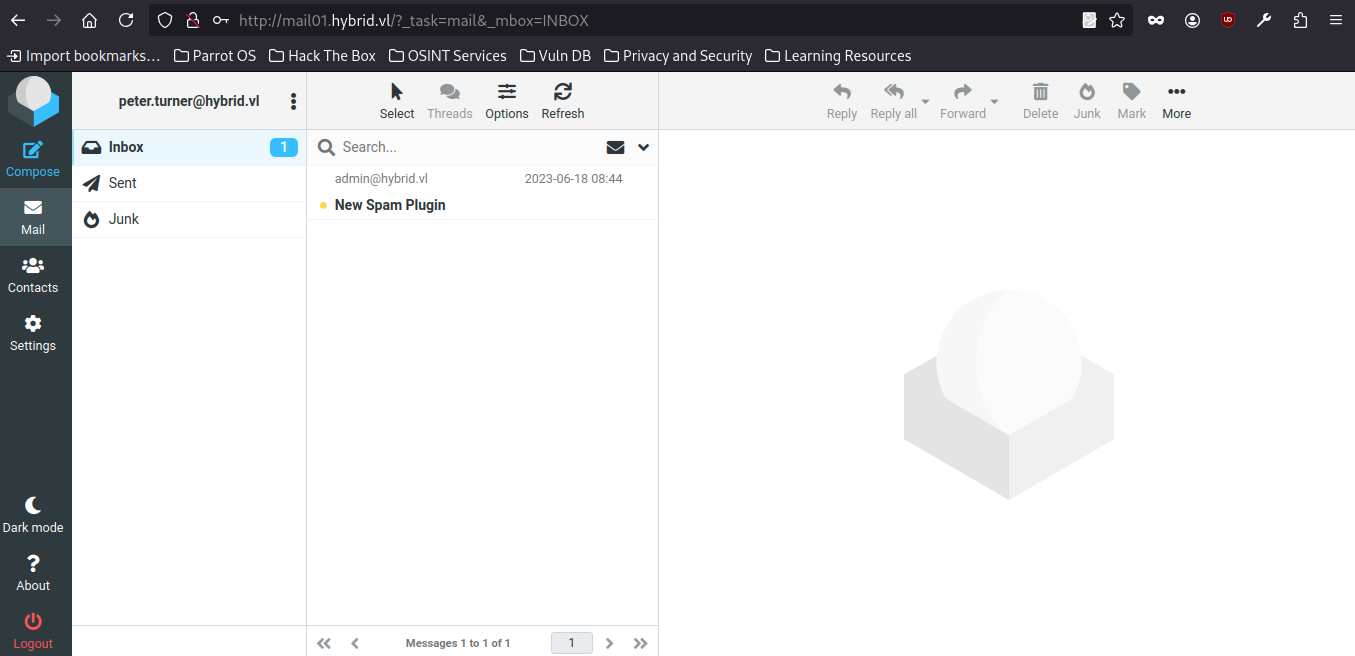 http://mail01.hybrid.vl/?_task=mail&_mbox=INBOX
Import bookmarks... Parrot OS Hack The Box OSINT Services Vuln DB Privacy and Security Learning Resources
peter.turner@hybrid.vl
Select Threads Options Refresh
Reply Reply all Forward Delete Junk Mark More
Compose
Mail
Contacts
Settings
Dark mode
About
Logout
Inbox 1
Sent
Junk
Search...
admin@hybrid.vl 2023-06-18 08:44
New Spam Plugin
Messages 1 to 1 of 1 1